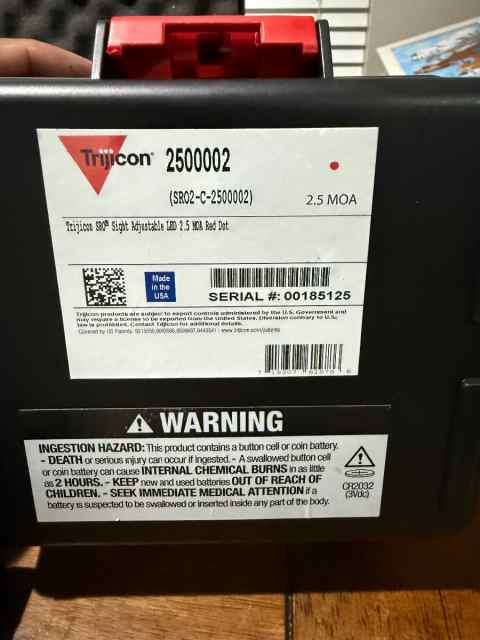 Trijicon® 2500002
(SRO2-C-2500002)
2.5 MOA
Trijicon SRO® Sight Adjustable LED 2.5 MOA Red Dot
Made
in the
USA
SERIAL #: 00185125
Trijicon products are subject to export controls administered by the U.S. Government and
may require a license to be exported from the United States. Diversion contrary to U.S.
law is prohibited. Contact Trijicon for additional details.
Covered by US Patents:
WARNING
INGESTION HAZARD: This product contains a button cell or coin battery.
- DEATH or serious injury can occur if ingested. - A swallowed button cell
or coin battery can cause INTERNAL CHEMICAL BURNS in as little
as 2 HOURS. - KEEP new and used batteries OUT OF REACH OF
CHILDREN. - SEEK IMMEDIATE MEDICAL ATTENTION if a
battery is suspected to be swallowed or inserted inside any part of the body.
CR2032
(3Vdc)